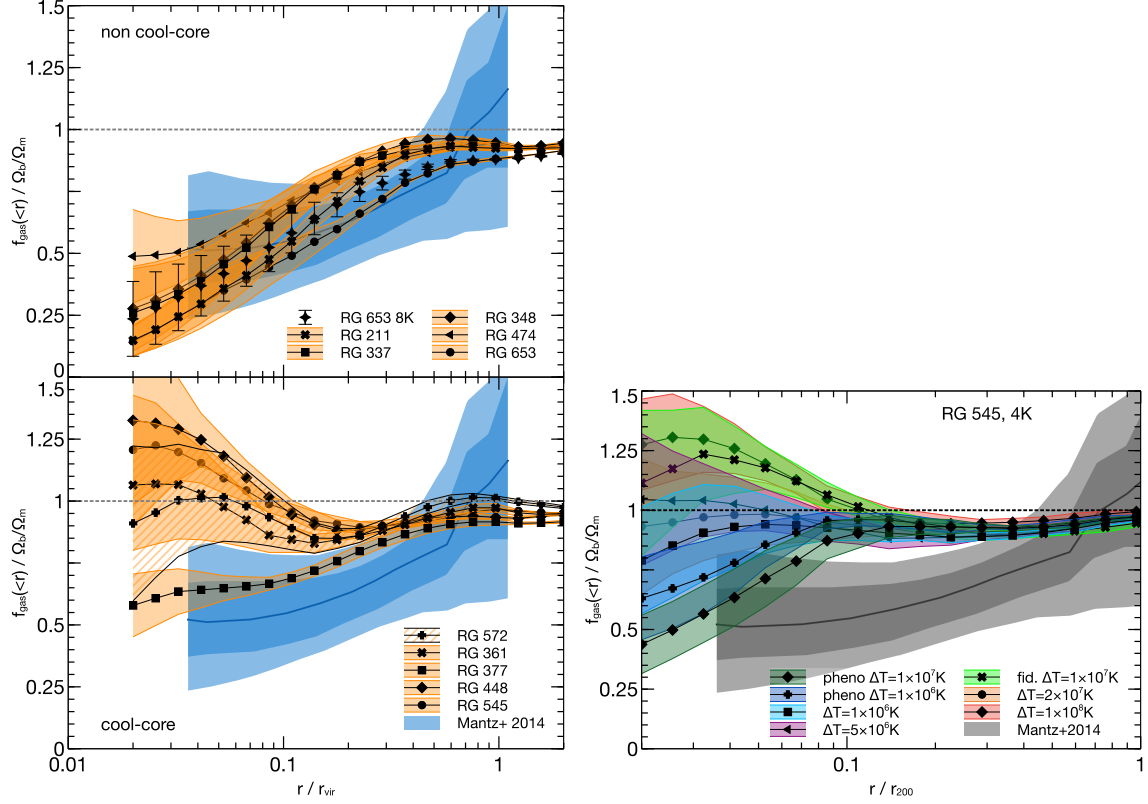 1.5
non cool-core
1.25
1
f_gas(<r) / Ω_b/Ω_m
0.5
0.25
0
RG 653 8K
RG 211
RG 337
RG 348
RG 474
RG 653
1.5
1.25
1
f_gas(<r) / Ω_b/Ω_m
0.5
0.25
0
RG 572
RG 361
RG 377
RG 448
RG 545
Mantz+ 2014
cool-core
0.01
0.1
1
r / r_vir
1.5
RG 545, 4K
1.25
1
f_gas(<r) / Ω_b/Ω_m
0.5
0.25
0
pheno ΔT=1×10⁷K
pheno ΔT=1×10⁶K
ΔT=1×10⁶K
ΔT=5×10⁶K
fid. ΔT=1×10⁷K
ΔT=2×10⁷K
ΔT=1×10⁸K
Mantz+2014
0.1
1
r / r₂₀₀